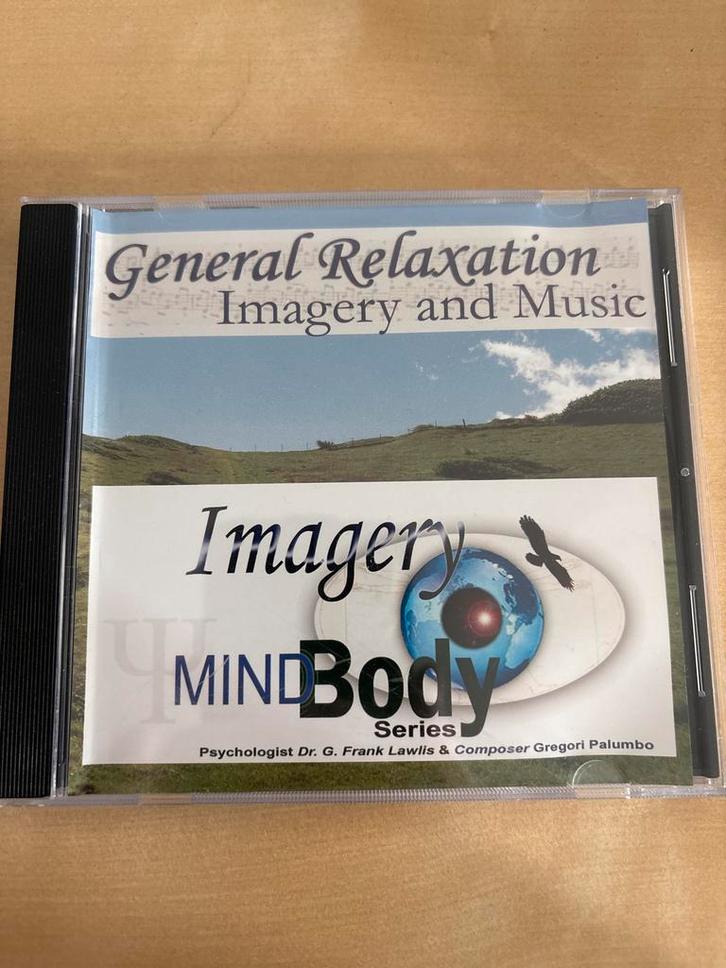 General Relaxation
Imagery and Music
Imagery
Ψ
MINDBody
Series
Psychologist Dr. G. Frank Lawlis & Composer Gregori Palumbo